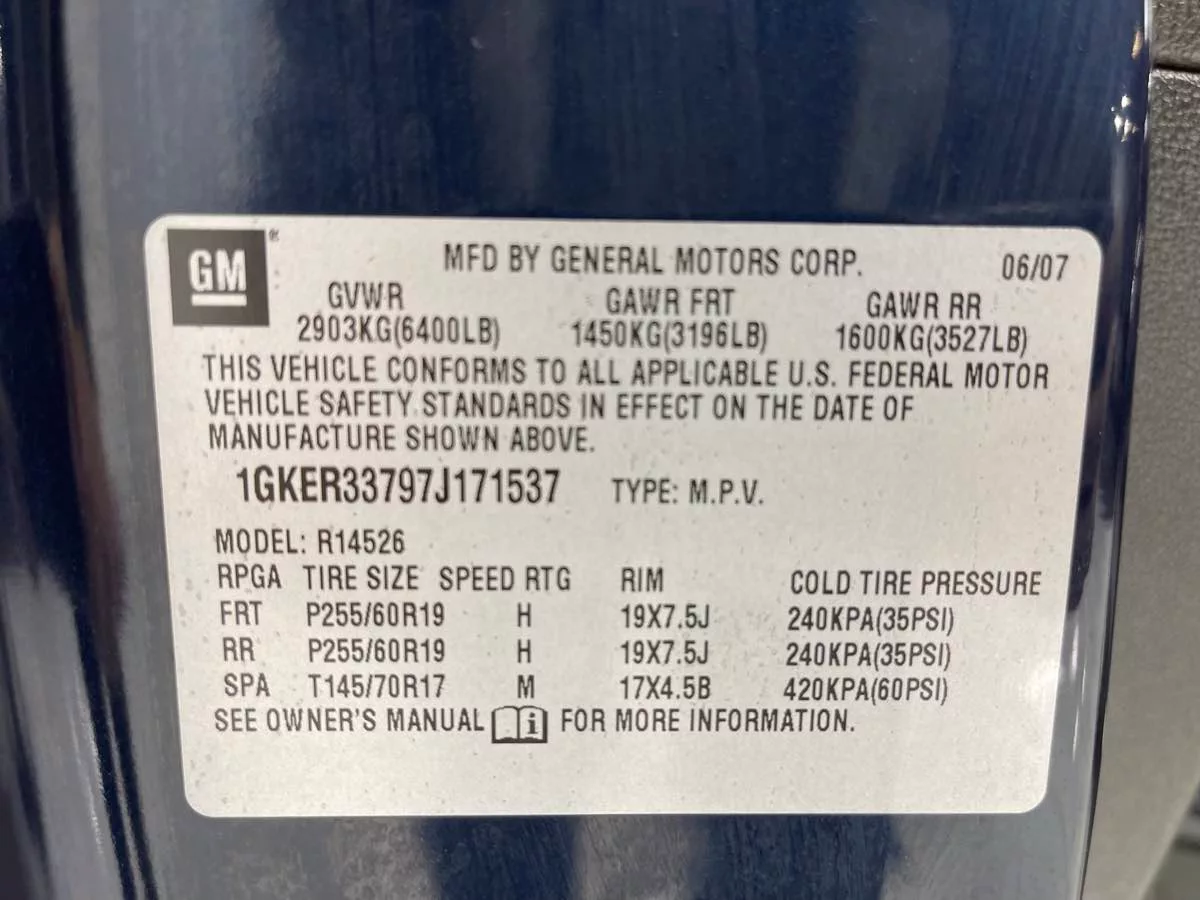 GM®
MFD BY GENERAL MOTORS CORP. 06/07
GVWR GAWR FRT GAWR RR
2903KG(6400LB) 1450KG(3196LB) 1600KG(3527LB)
THIS VEHICLE CONFORMS TO ALL APPLICABLE U.S. FEDERAL MOTOR
VEHICLE SAFETY STANDARDS IN EFFECT ON THE DATE OF
MANUFACTURE SHOWN ABOVE.
1GKER33797J171537 TYPE: M.P.V.
MODEL: R14526
RPGA TIRE SIZE SPEED RTG RIM COLD TIRE PRESSURE
FRT P255/60R19 H 19X7.5J 240KPA(35PSI)
RR P255/60R19 H 19X7.5J 240KPA(35PSI)
SPA T145/70R17 M 17X4.5B 420KPA(60PSI)
SEE OWNER'S MANUAL i FOR MORE INFORMATION.